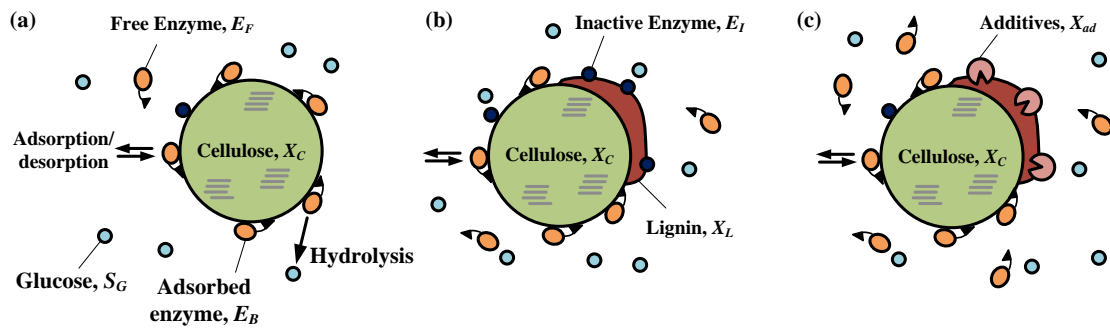 (a)
Free Enzyme, E_F
Adsorption/
desorption
Cellulose, X_C
Hydrolysis
Glucose, S_G
Adsorbed
enzyme, E_B
(b)
Inactive Enzyme, E_I
Cellulose, X_C
Lignin, X_L
(c)
Additives, X_ad
Cellulose, X_C